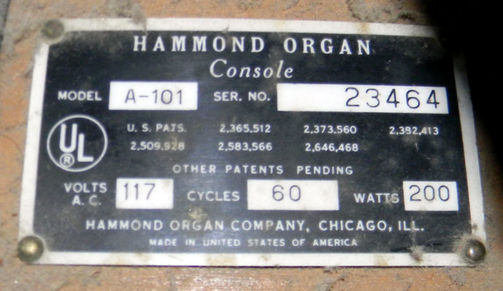 HAMMOND ORGAN
Console
MODEL A-101 SER. NO. 23464
UL ®
U. S. PATS. 2,365,512 2,373,560 2,382,413
2,509,928 2,583,566 2,646,468
OTHER PATENTS PENDING
VOLTS A.C. 117 CYCLES 60 WATTS 200
HAMMOND ORGAN COMPANY, CHICAGO, ILL.
MADE IN UNITED STATES OF AMERICA